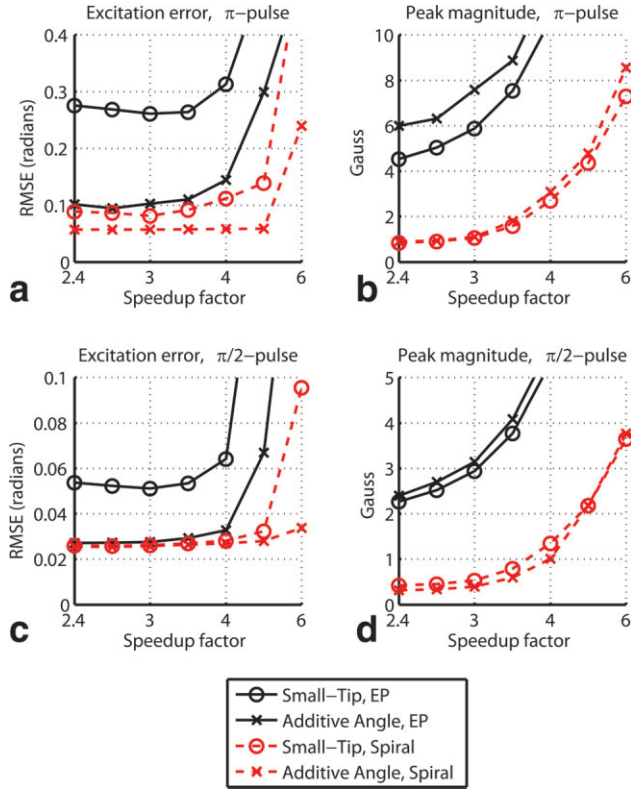 Excitation error, π−pulse
0.4
0.3
0.2
0.1
0
RMSE (radians)
2.4 3 4 6
Speedup factor
a
Peak magnitude, π−pulse
10
8
6
4
2
0
Gauss
2.4 3 4 6
Speedup factor
b
Excitation error, π/2−pulse
0.1
0.08
0.06
0.04
0.02
0
RMSE (radians)
2.4 3 4 6
Speedup factor
c
Peak magnitude, π/2−pulse
5
4
3
2
1
0
Gauss
2.4 3 4 6
Speedup factor
d
Small−Tip, EP
Additive Angle, EP
Small−Tip, Spiral
Additive Angle, Spiral